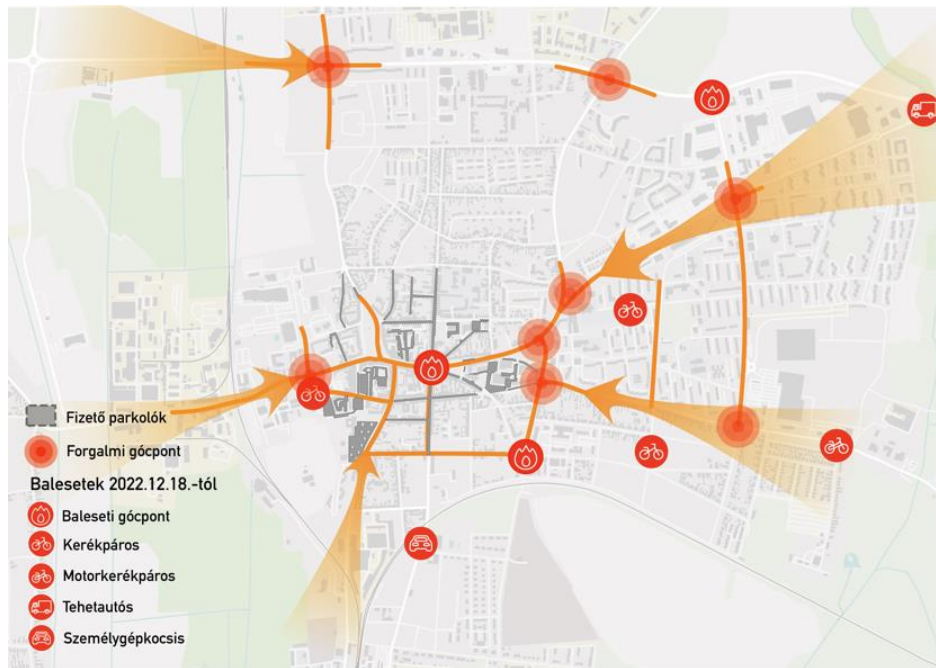 Fizető parkolók
Forgalmi gócpont
Balesetek 2022.12.18.-tól
Baleseti gócpont
Kerékpáros
Motorkerékpáros
Tehetautós
Személygépkocsis